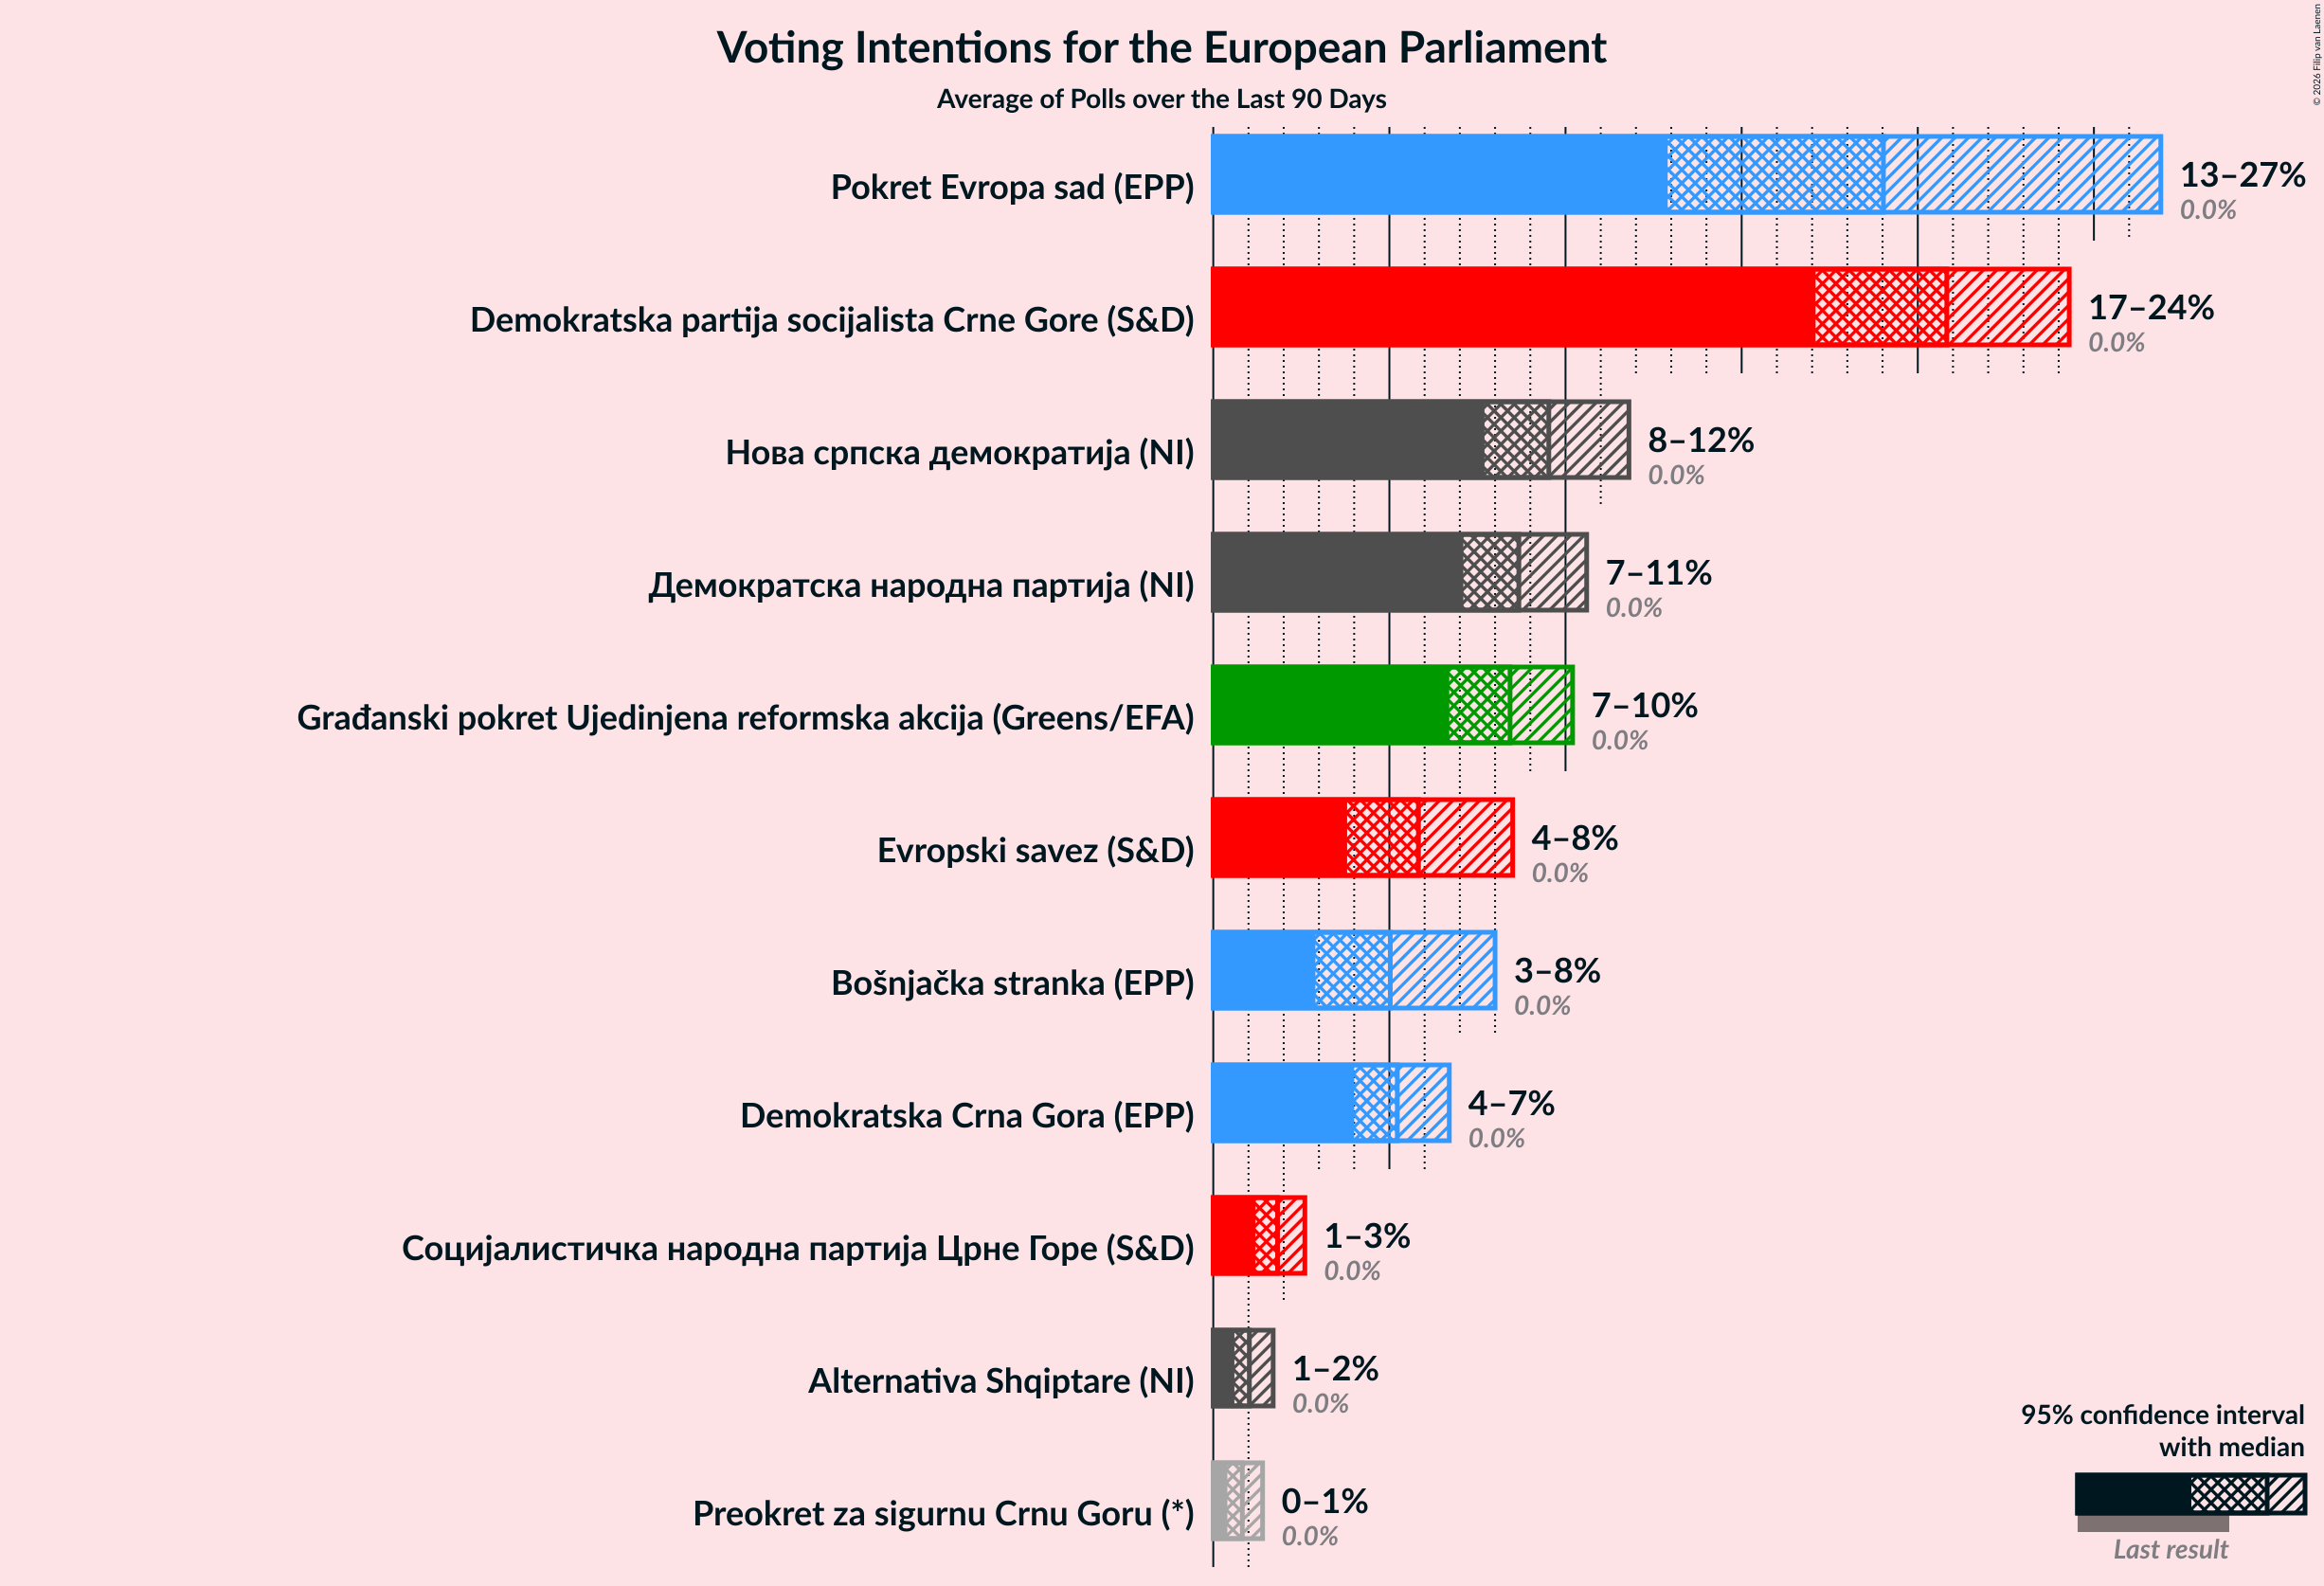 Voting Intentions for the European Parliament
Average of Polls over the Last 90 Days
© 2026 Filip van Laenen
Pokret Evropa sad (EPP)
13–27%
0.0%
Demokratska partija socijalista Crne Gore (S&D)
17–24%
0.0%
Нова српска демократија (NI)
8–12%
0.0%
Демократска народна партија (NI)
7–11%
0.0%
Građanski pokret Ujedinjena reformska akcija (Greens/EFA)
7–10%
0.0%
Evropski savez (S&D)
4–8%
0.0%
Bošnjačka stranka (EPP)
3–8%
0.0%
Demokratska Crna Gora (EPP)
4–7%
0.0%
Социјалистичка народна партија Црне Горе (S&D)
1–3%
0.0%
Alternativa Shqiptare (NI)
1–2%
0.0%
Preokret za sigurnu Crnu Goru (*)
0–1%
0.0%
95% confidence interval
with median
Last result